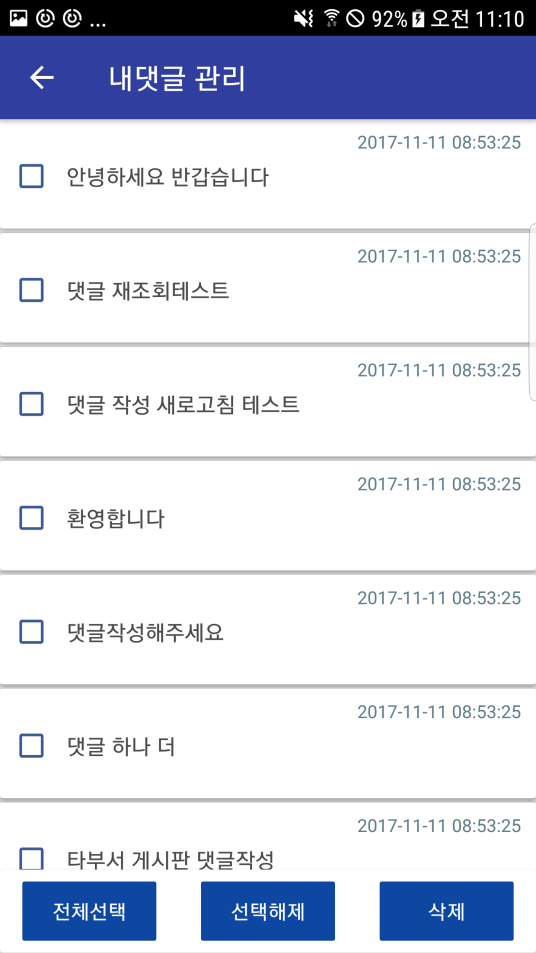 ... 92% 오전 11:10
내댓글 관리
2017-11-11 08:53:25
안녕하세요 반갑습니다
2017-11-11 08:53:25
댓글 재조회테스트
2017-11-11 08:53:25
댓글 작성 새로고침 테스트
2017-11-11 08:53:25
환영합니다
2017-11-11 08:53:25
댓글작성해주세요
2017-11-11 08:53:25
댓글 하나 더
2017-11-11 08:53:25
타부서 게시판 댓글작성
전체선택 선택해제 삭제